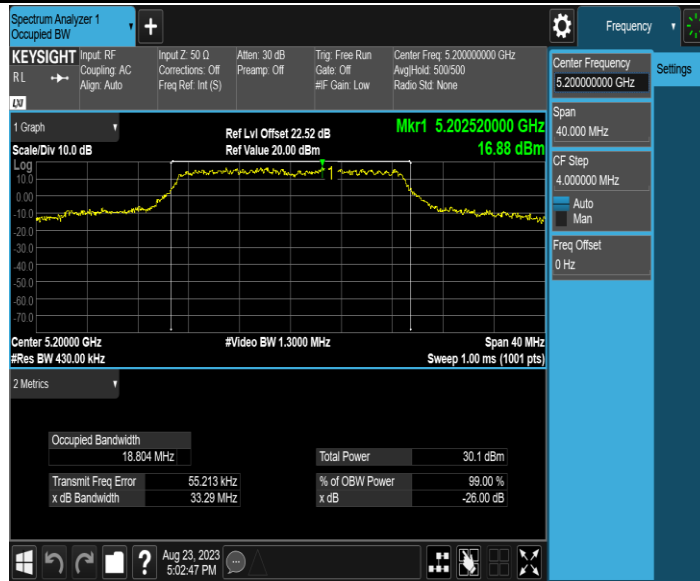 Spectrum Analyzer 1
Occupied BW
+
Frequency
KEYSIGHT
RL
LXI
Input: RF
Coupling: AC
Align: Auto
Input Z: 50 Ω
Corrections: Off
Freq Ref: Int (S)
Atten: 30 dB
Preamp: Off
Trig: Free Run
Gate: Off
#IF Gain: Low
Center Freq: 5.200000000 GHz
Avg|Hold: 500/500
Radio Std: None
Center Frequency
5.200000000 GHz
Settings
Span
40.000 MHz
CF Step
4.000000 MHz
Auto
Man
Freq Offset
0 Hz
1 Graph
Scale/Div 10.0 dB
Ref Lvl Offset 22.52 dB
Ref Value 20.00 dBm
Mkr1 5.202520000 GHz
16.88 dBm
Log
10.0
0.00
-10.0
-20.0
-30.0
-40.0
-50.0
-60.0
-70.0
1
Center 5.20000 GHz
#Video BW 1.3000 MHz
Span 40 MHz
#Res BW 430.00 kHz
Sweep 1.00 ms (1001 pts)
2 Metrics
Occupied Bandwidth
18.804 MHz
Total Power 30.1 dBm
Transmit Freq Error 55.213 kHz
% of OBW Power 99.00 %
x dB Bandwidth 33.29 MHz
x dB -26.00 dB
?
Aug 23, 2023
5:02:47 PM